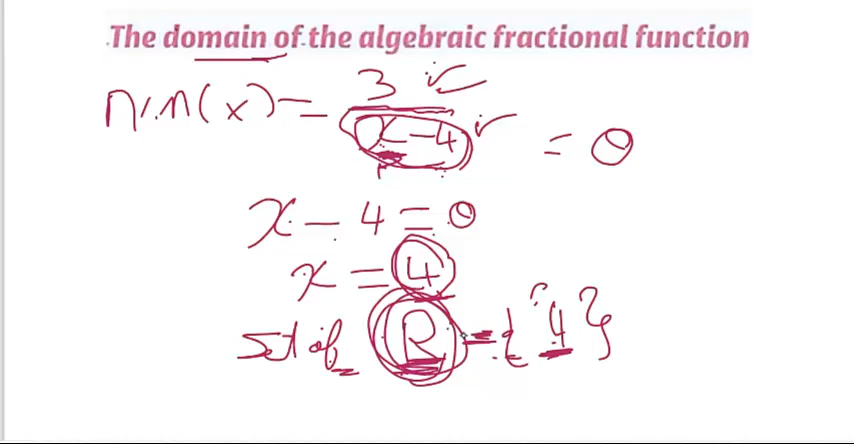 The domain of the algebraic fractional function
n(x) = 3
x - 4 = 0
x - 4 = 0
x = 4
set of R = { 4 }